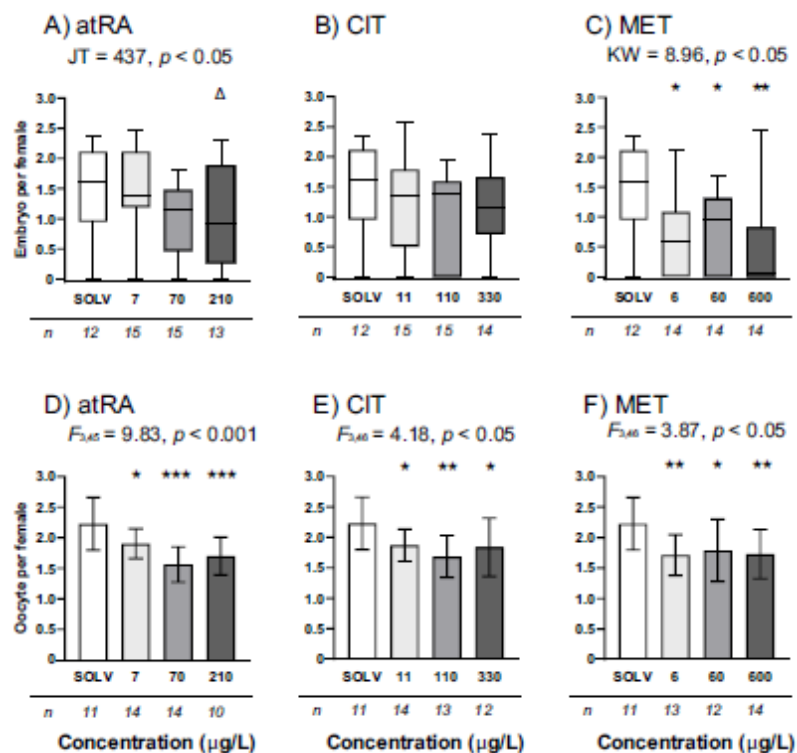 A) atRA
JT = 437, p < 0.05
B) CIT
C) MET
KW = 8.96, p < 0.05
Δ
★ ★ ★★
Embryo per female
3.0
2.5
2.0
1.5
1.0
0.5
0
SOLV 7 70 210
n 12 15 15 13
3.0
2.5
2.0
1.5
1.0
0.5
0
SOLV 11 110 330
n 12 15 15 14
3.0
2.5
2.0
1.5
1.0
0.5
0
SOLV 6 60 600
n 12 14 14 14
D) atRA
F3,45 = 9.83, p < 0.001
★ ★★★ ★★★
E) CIT
F3,46 = 4.18, p < 0.05
★ ★★ ★
F) MET
F3,46 = 3.87, p < 0.05
★★ ★ ★★
Oocyte per female
3.0
2.5
2.0
1.5
1.0
0.5
0
SOLV 7 70 210
n 11 14 14 10
Concentration (µg/L)
3.0
2.5
2.0
1.5
1.0
0.5
0
SOLV 11 110 330
n 11 14 13 12
Concentration (µg/L)
3.0
2.5
2.0
1.5
1.0
0.5
0
SOLV 6 60 600
n 11 13 12 14
Concentration (µg/L)